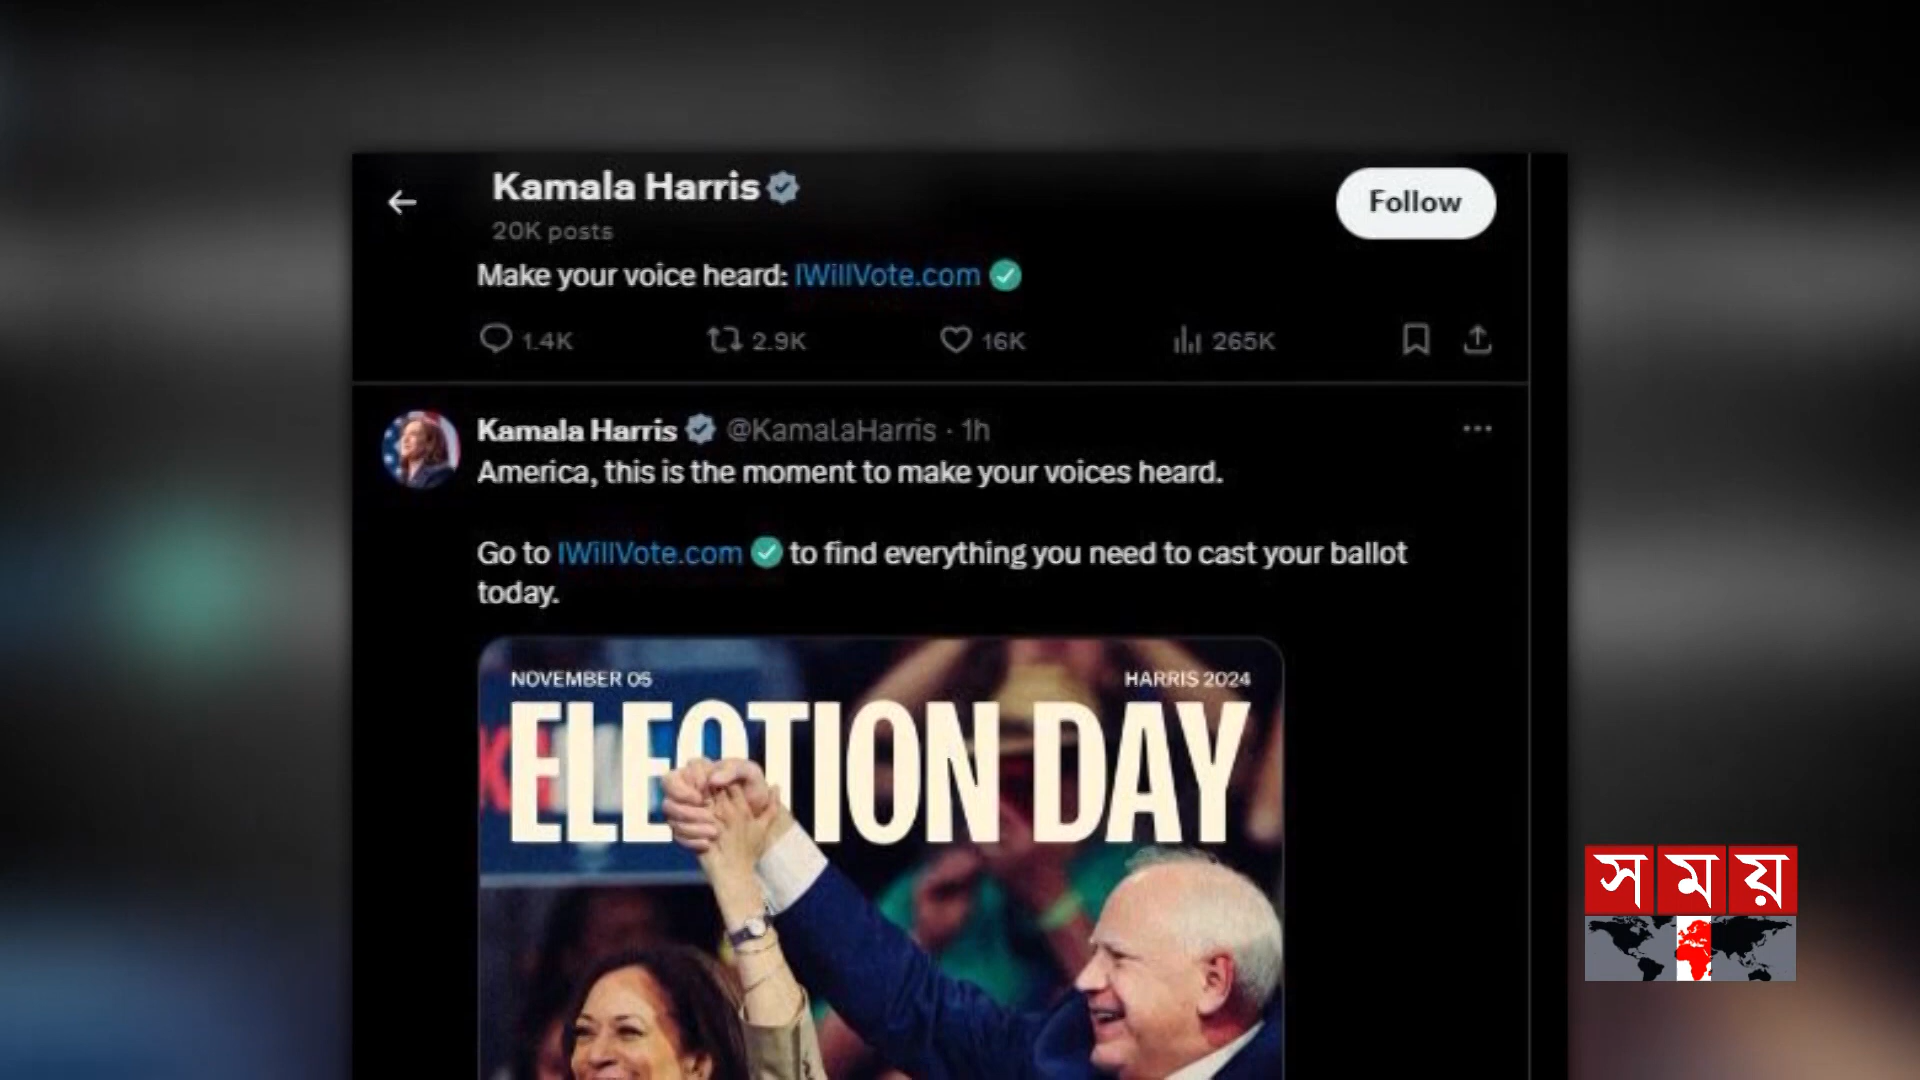 Kamala Harris
Follow
20K posts
Make your voice heard: IWillVote.com
1.4K 2.9K 16K 265K
Kamala Harris @KamalaHarris · 1h
America, this is the moment to make your voices heard.
Go to IWillVote.com to find everything you need to cast your ballot
today.
NOVEMBER 05 HARRIS 2024
ELECTION DAY
সময়